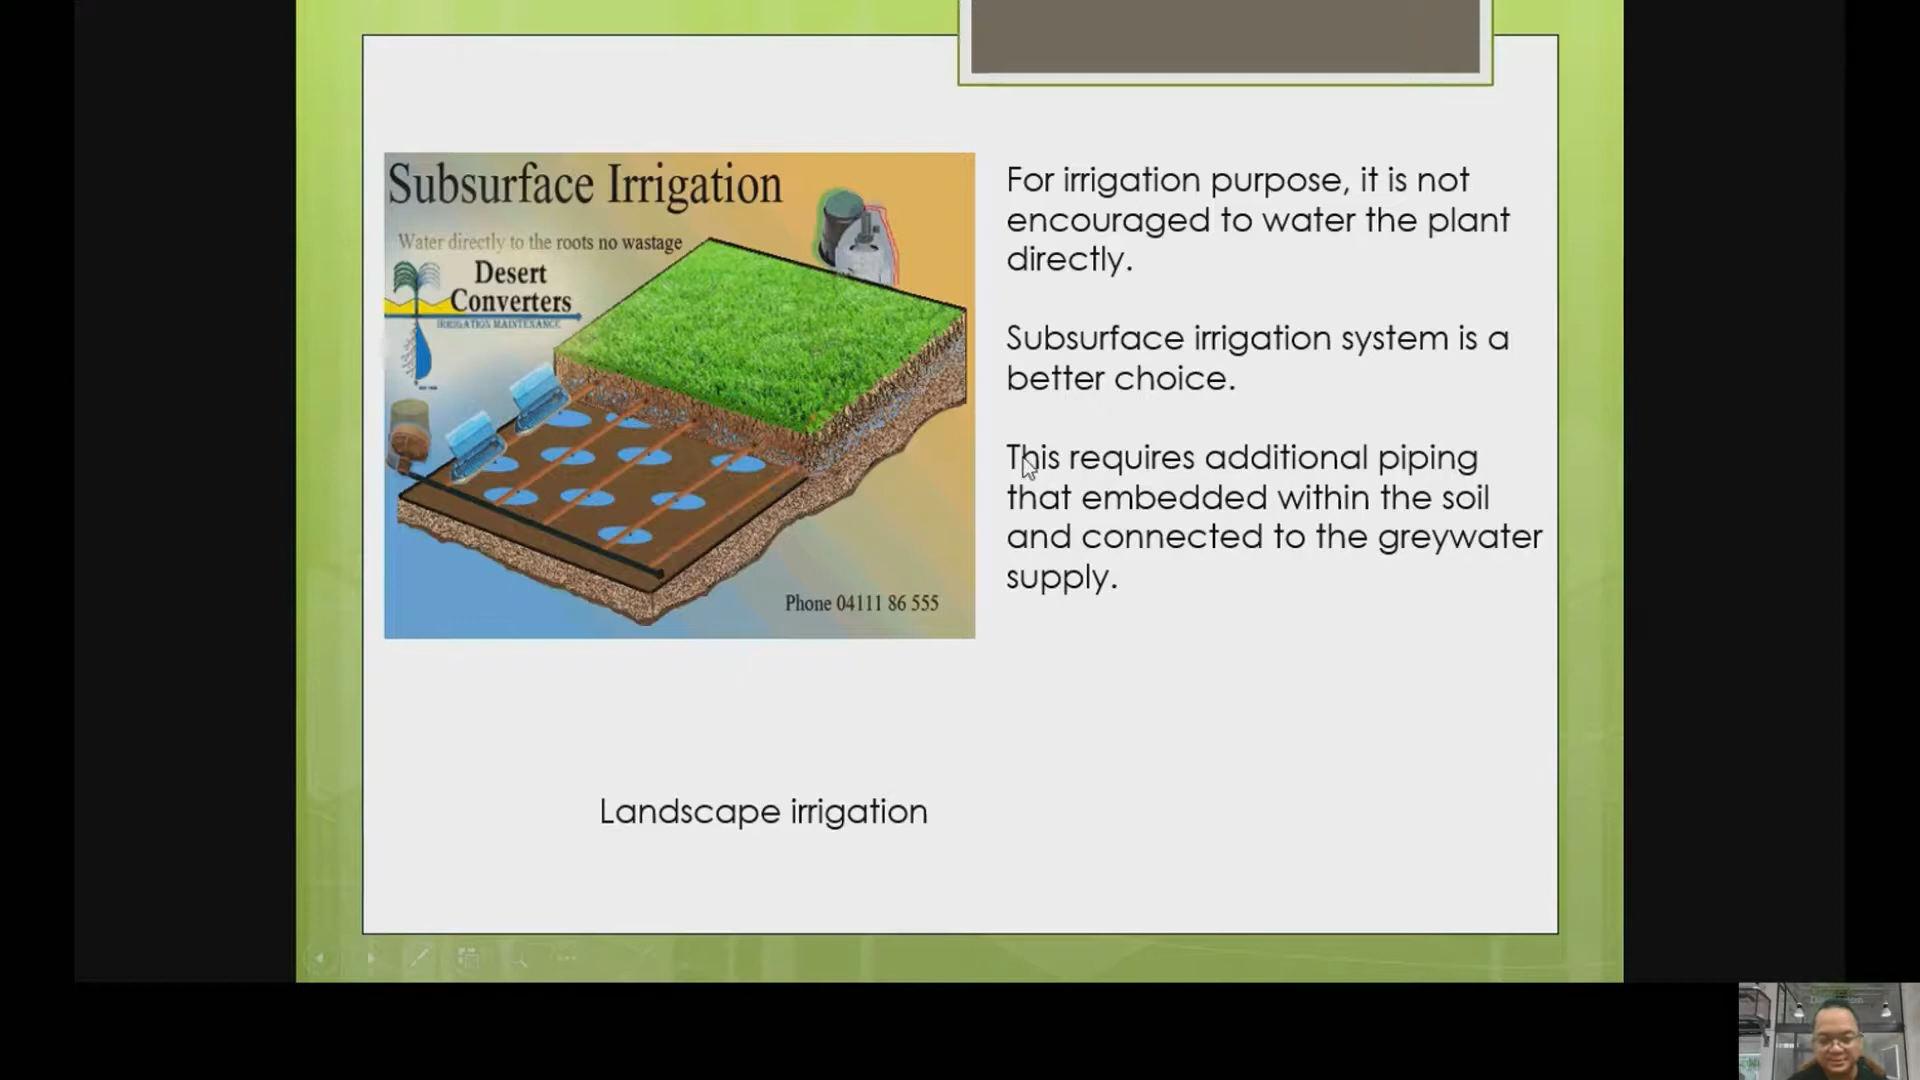 Subsurface Irrigation
Water directly to the roots no wastage
Desert
Converters
IRRIGATION MAINTENANCE
Phone 04111 86 555
For irrigation purpose, it is not
encouraged to water the plant
directly.
Subsurface irrigation system is a
better choice.
This requires additional piping
that embedded within the soil
and connected to the greywater
supply.
Landscape irrigation